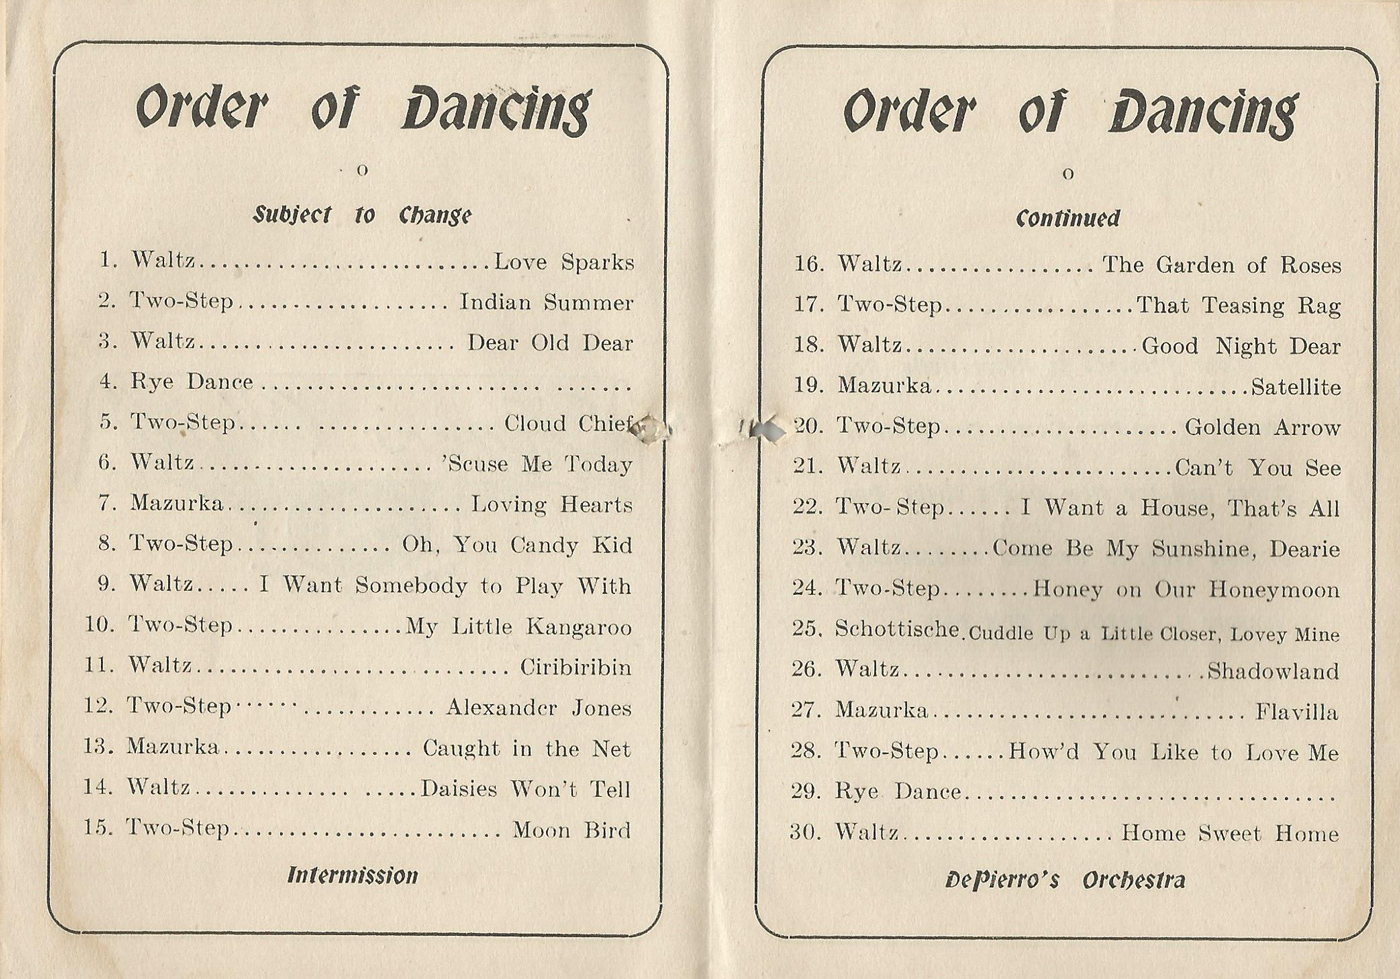 Order of Dancing
o
Subject to Change
1. Waltz..........................Love Sparks
2. Two-Step................... Indian Summer
3. Waltz....................... Dear Old Dear
4. Rye Dance ......................... .......
5. Two-Step...... ................ Cloud Chief
6. Waltz..................... 'Scuse Me Today
7. Mazurka..................... Loving Hearts
8. Two-Step.............. Oh, You Candy Kid
9. Waltz..... I Want Somebody to Play With
10. Two-Step...............My Little Kangaroo
11. Waltz............................ Ciribiribin
12. Two-Step.................. Alexander Jones
13. Mazurka................. Caught in the Net
14. Waltz.............. .....Daisies Won't Tell
15. Two-Step........................ Moon Bird
Intermission
Order of Dancing
o
Continued
16. Waltz................. The Garden of Roses
17. Two-Step.................That Teasing Rag
18. Waltz.....................Good Night Dear
19. Mazurka............................Satellite
20. Two-Step..................... Golden Arrow
21. Waltz........................Can't You See
22. Two-Step...... I Want a House, That's All
23. Waltz........Come Be My Sunshine, Dearie
24. Two-Step........Honey on Our Honeymoon
25. Schottische.Cuddle Up a Little Closer, Lovey Mine
26. Waltz...........................Shadowland
27. Mazurka............................ Flavilla
28. Two-Step......How'd You Like to Love Me
29. Rye Dance.................................
30. Waltz................... Home Sweet Home
DePierro's Orchestra